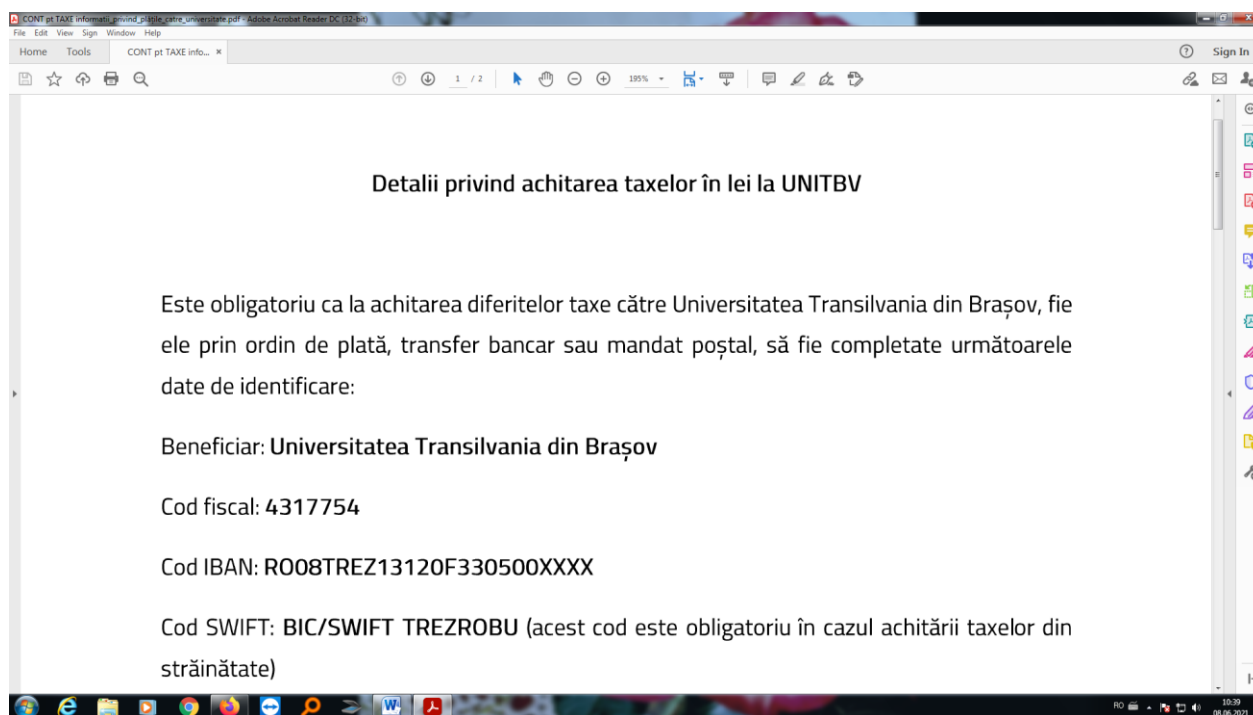 CONT pt TAXE informatii_privind_plățile_catre_universitate.pdf - Adobe Acrobat Reader DC (32-bit)
File Edit View Sign Window Help
Home Tools CONT pt TAXE info... × Sign In
1 / 2 195%
Detalii privind achitarea taxelor în lei la UNITBV
Este obligatoriu ca la achitarea diferitelor taxe către Universitatea Transilvania din Brașov, fie
ele prin ordin de plată, transfer bancar sau mandat poștal, să fie completate următoarele
date de identificare:
Beneficiar: Universitatea Transilvania din Brașov
Cod fiscal: 4317754
Cod IBAN: RO08TREZ13120F330500XXXX
Cod SWIFT: BIC/SWIFT TREZROBU (acest cod este obligatoriu în cazul achitării taxelor din
străinătate)
RO 10:39
08.06.2021